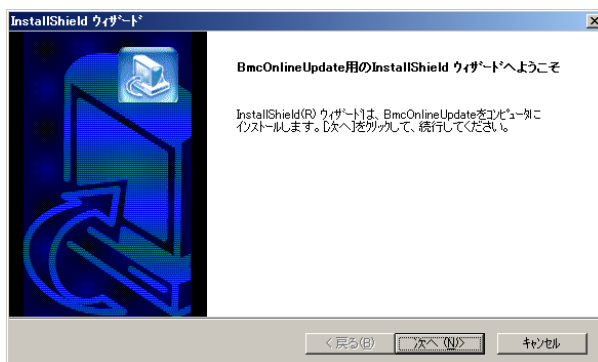 InstallShield ウィザード
BmcOnlineUpdate用のInstallShield ウィザードへようこそ
InstallShield(R) ウィザードは、BmcOnlineUpdateをコンピュータに
インストールします。[次へ]をクリックして、続行してください。
< 戻る(B)
次へ (N)>
キャンセル